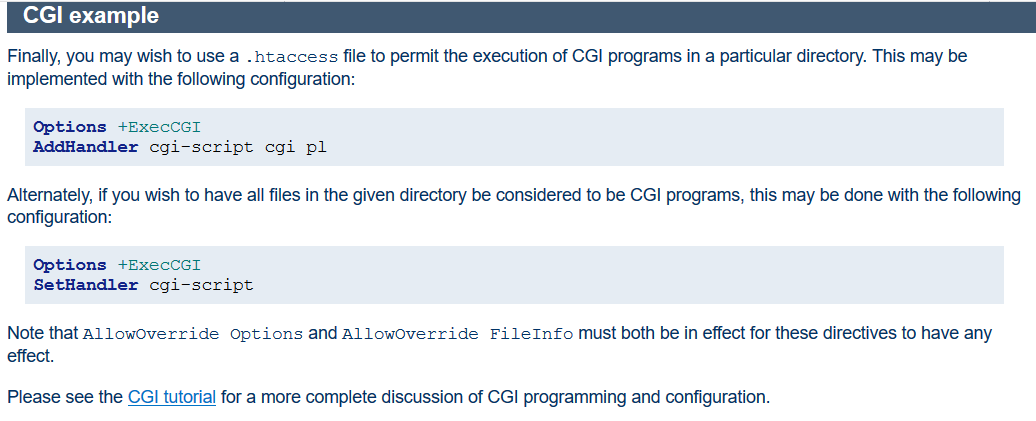 CGI example
Finally, you may wish to use a .htaccess file to permit the execution of CGI programs in a particular directory. This may be
implemented with the following configuration:
Options +ExecCGI
AddHandler cgi-script cgi pl
Alternately, if you wish to have all files in the given directory be considered to be CGI programs, this may be done with the following
configuration:
Options +ExecCGI
SetHandler cgi-script
Note that AllowOverride Options and AllowOverride FileInfo must both be in effect for these directives to have any
effect.
Please see the CGI tutorial for a more complete discussion of CGI programming and configuration.